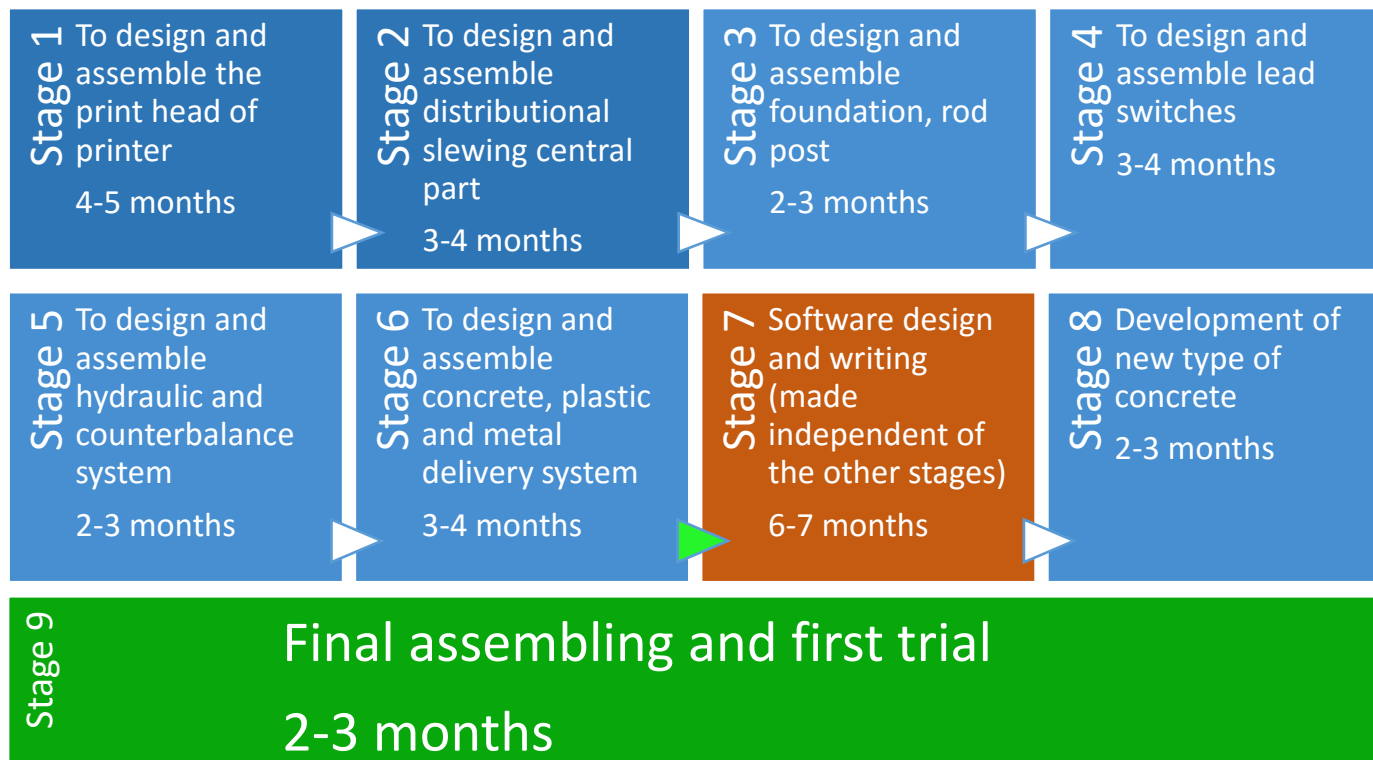 Stage 1
To design and
assemble the
print head of
printer
4-5 months
Stage 2
To design and
assemble
distributional
slewing central
part
3-4 months
Stage 3
To design and
assemble
foundation, rod
post
2-3 months
Stage 4
To design and
assemble lead
switches
3-4 months
Stage 5
To design and
assemble
hydraulic and
counterbalance
system
2-3 months
Stage 6
To design and
assemble
concrete, plastic
and metal
delivery system
3-4 months
Stage 7
Software design
and writing
(made
independent of
the other stages)
6-7 months
Stage 8
Development of
new type of
concrete
2-3 months
Stage 9
Final assembling and first trial
2-3 months